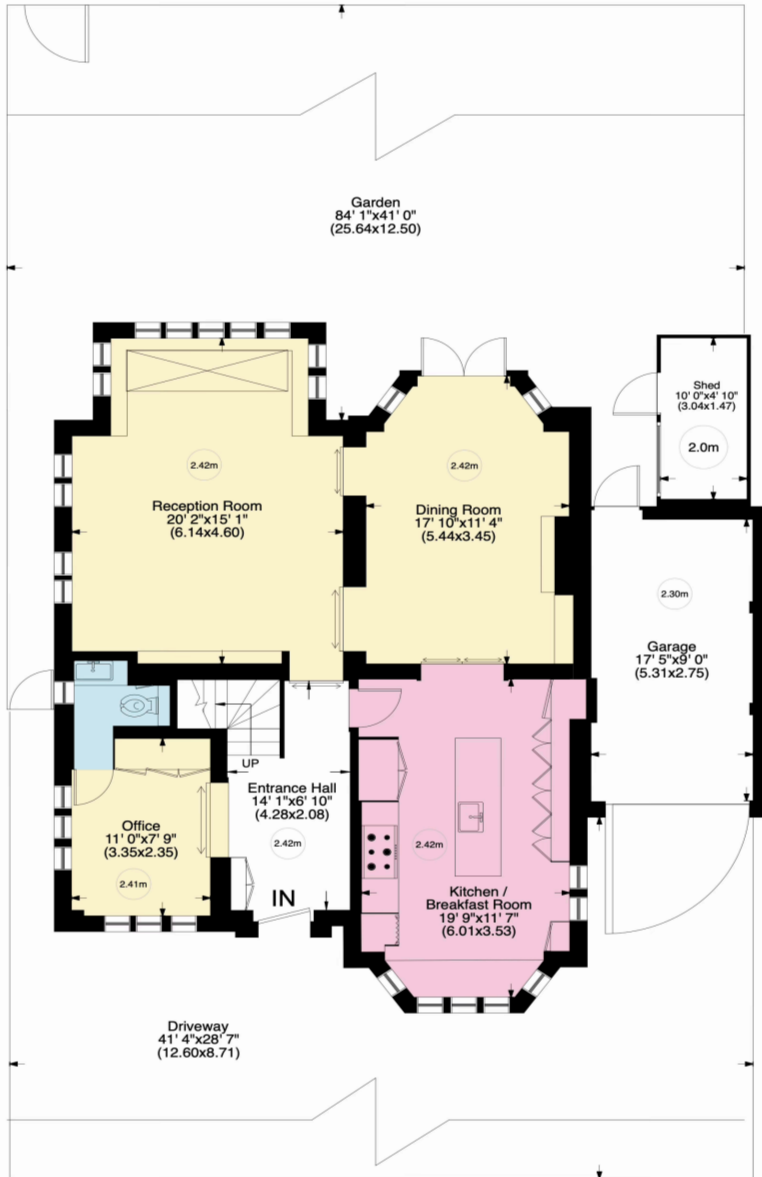 Garden
84' 1"x41' 0"
(25.64x12.50)
Shed
10' 0"x4' 10"
(3.04x1.47)
2.0m
2.42m
Reception Room
20' 2"x15' 1"
(6.14x4.60)
2.42m
Dining Room
17' 10"x11' 4"
(5.44x3.45)
2.30m
Garage
17' 5"x9' 0"
(5.31x2.75)
UP
Entrance Hall
14' 1"x6' 10"
(4.28x2.08)
2.42m
IN
Office
11' 0"x7' 9"
(3.35x2.35)
2.41m
2.42m
Kitchen /
Breakfast Room
19' 9"x11' 7"
(6.01x3.53)
Driveway
41' 4"x28' 7"
(12.60x8.71)